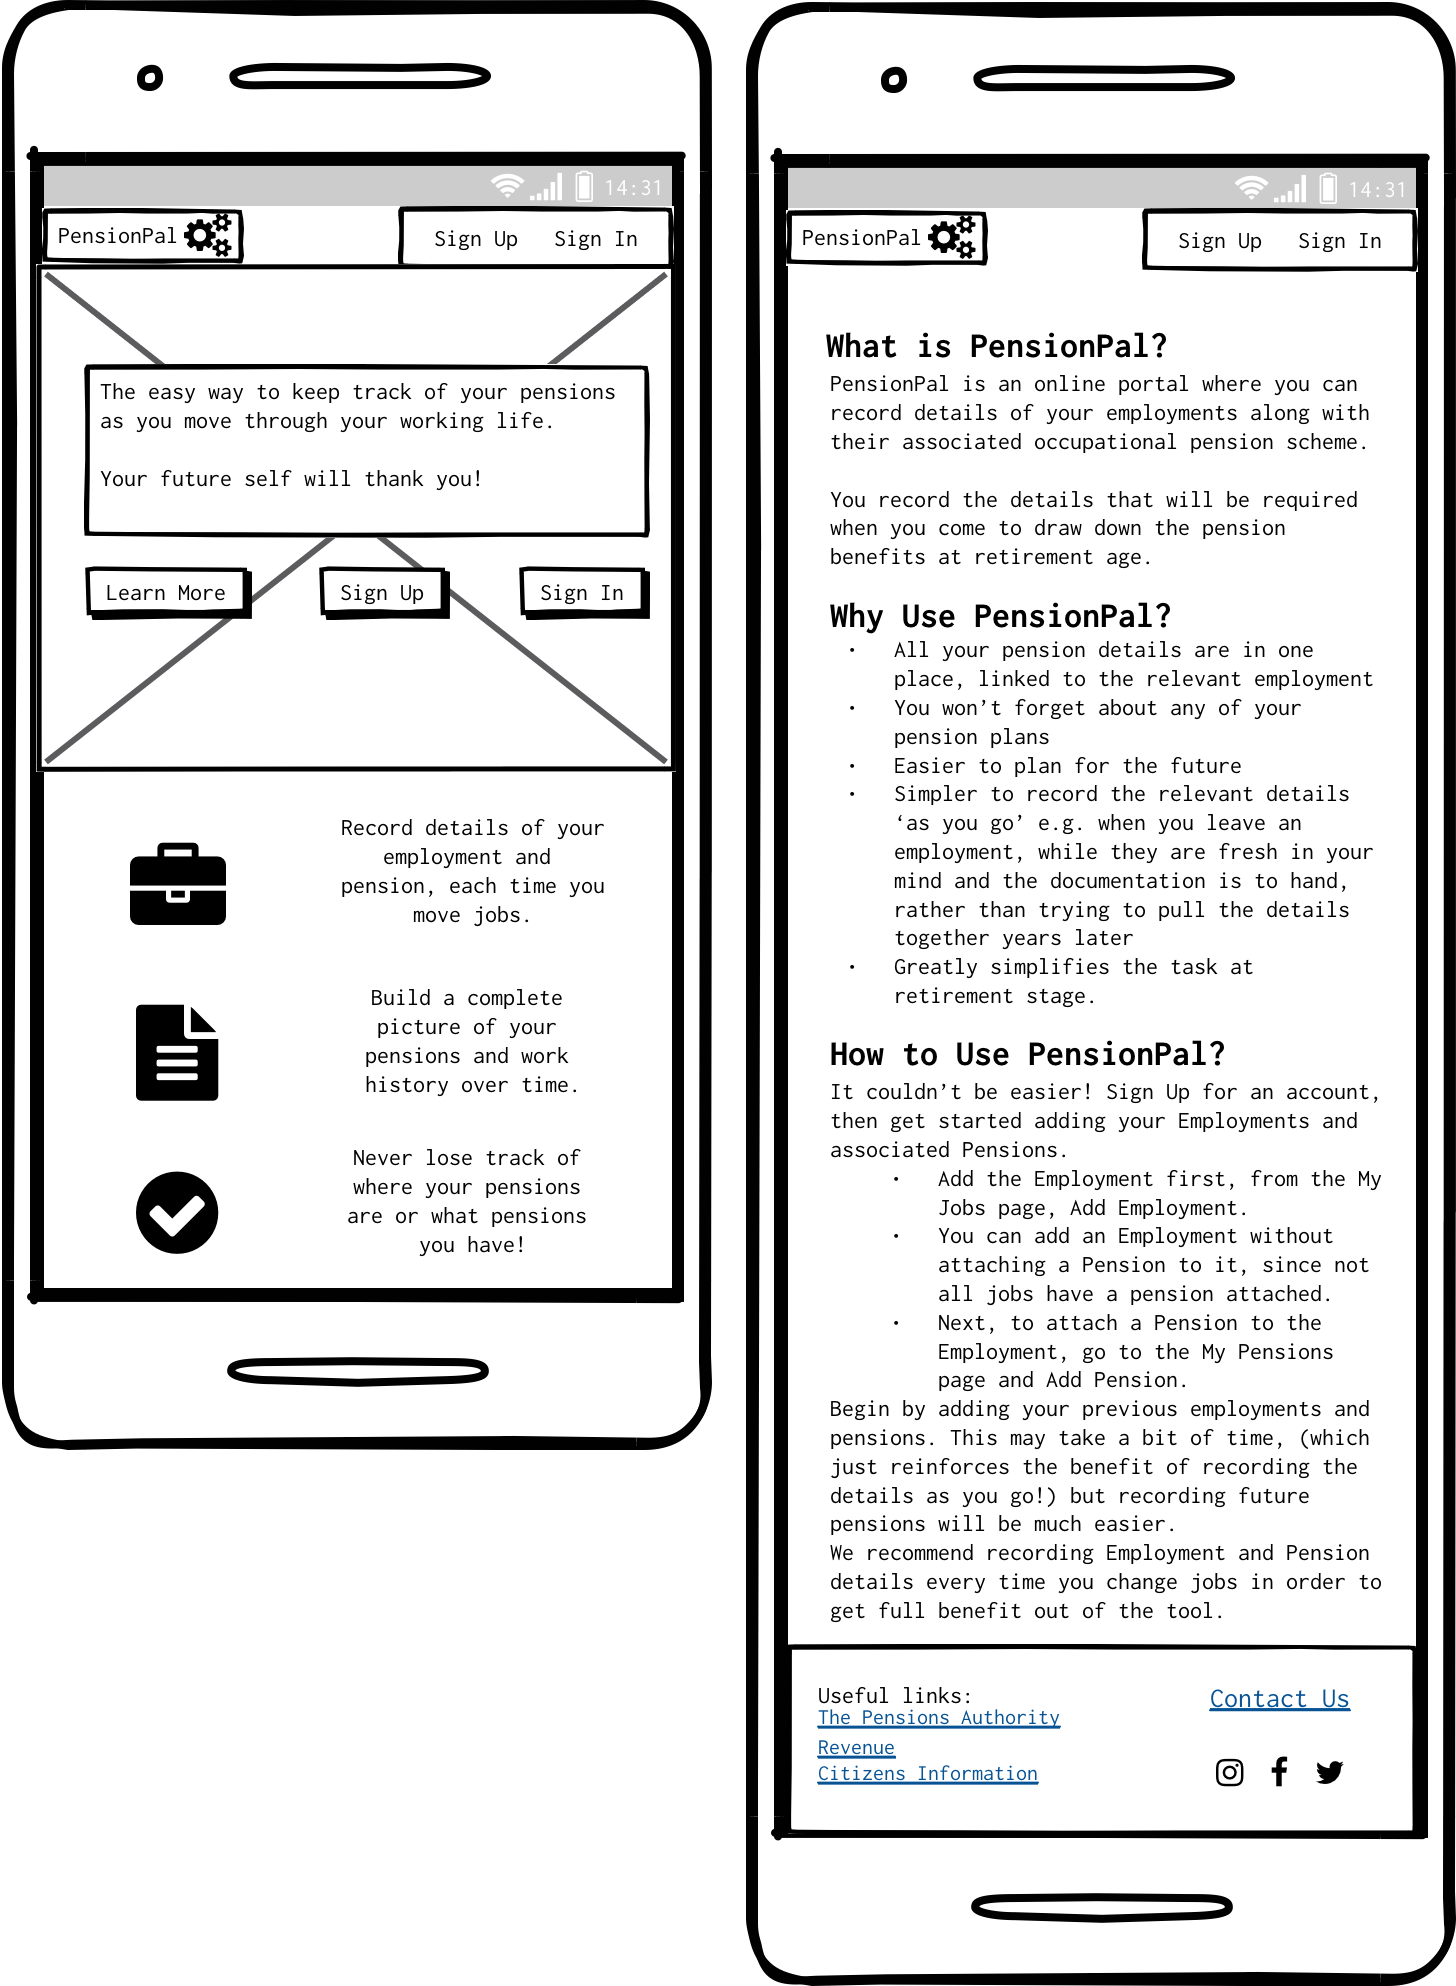 14:31
PensionPal
Sign Up Sign In
The easy way to keep track of your pensions
as you move through your working life.
Your future self will thank you!
Learn More
Sign Up
Sign In
Record details of your
employment and
pension, each time you
move jobs.
Build a complete
picture of your
pensions and work
history over time.
Never lose track of
where your pensions
are or what pensions
you have!
14:31
PensionPal
Sign Up Sign In
What is PensionPal?
PensionPal is an online portal where you can
record details of your employments along with
their associated occupational pension scheme.
You record the details that will be required
when you come to draw down the pension
benefits at retirement age.
Why Use PensionPal?
· All your pension details are in one
place, linked to the relevant employment
· You won’t forget about any of your
pension plans
· Easier to plan for the future
· Simpler to record the relevant details
‘as you go’ e.g. when you leave an
employment, while they are fresh in your
mind and the documentation is to hand,
rather than trying to pull the details
together years later
· Greatly simplifies the task at
retirement stage.
How to Use PensionPal?
It couldn’t be easier! Sign Up for an account,
then get started adding your Employments and
associated Pensions.
· Add the Employment first, from the My
Jobs page, Add Employment.
· You can add an Employment without
attaching a Pension to it, since not
all jobs have a pension attached.
· Next, to attach a Pension to the
Employment, go to the My Pensions
page and Add Pension.
Begin by adding your previous employments and
pensions. This may take a bit of time, (which
just reinforces the benefit of recording the
details as you go!) but recording future
pensions will be much easier.
We recommend recording Employment and Pension
details every time you change jobs in order to
get full benefit out of the tool.
Useful links:
The Pensions Authority
Revenue
Citizens Information
Contact Us